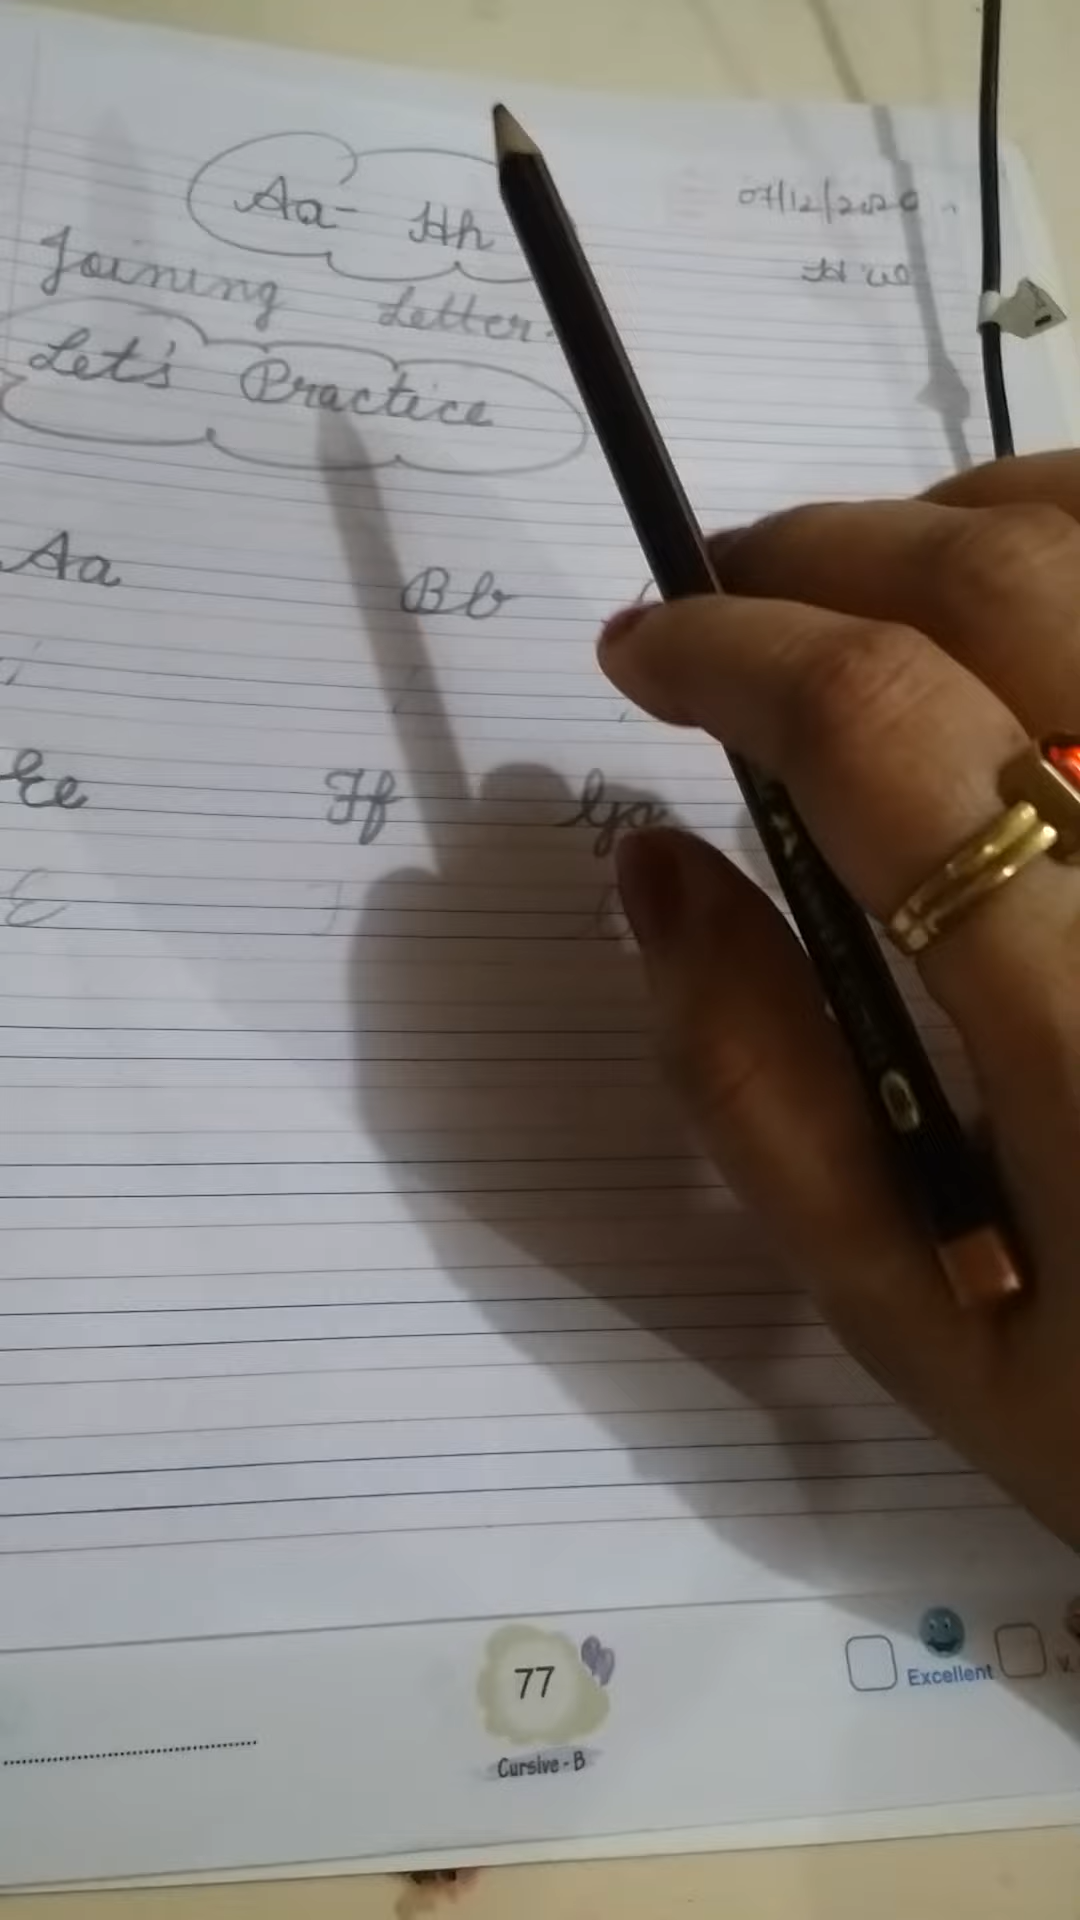 Aa- Hh
07/12/2020
H W
Joining Letter.
Let's Practice
Aa Bb
Ee Ff Gg
E F G
77
Excellent
V.
Cursive - B